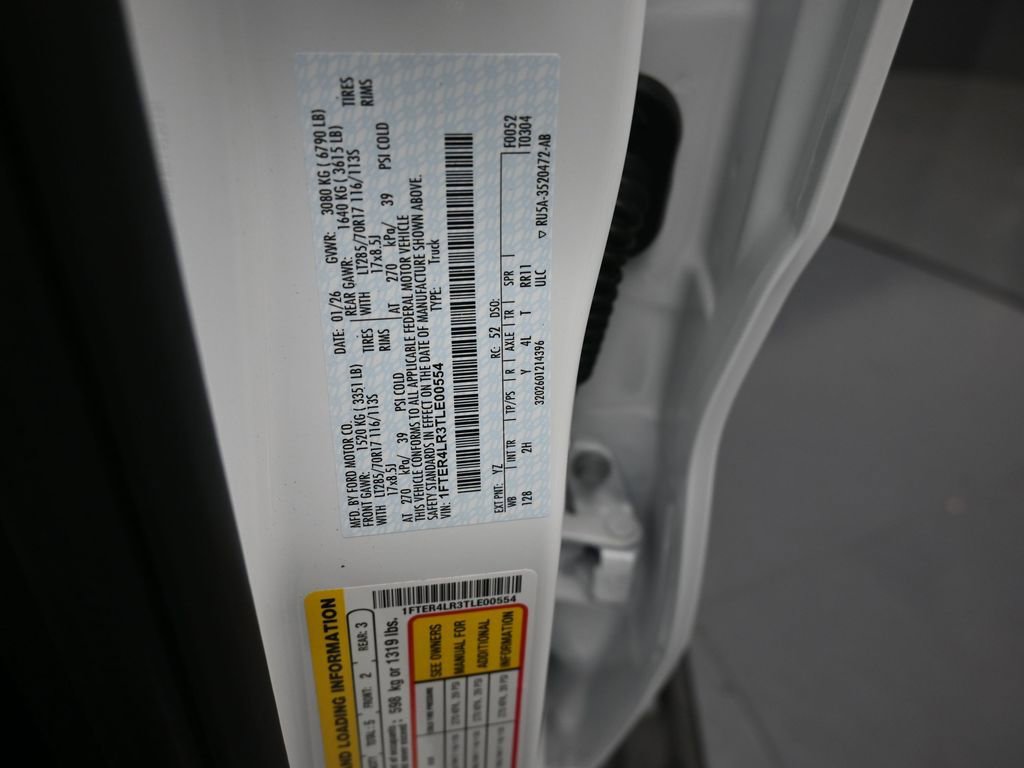 MFD. BY FORD MOTOR CO.
DATE: 01/26 GVWR: 3080 KG ( 6790 LB)
FRONT GAWR: 1520 KG ( 3351 LB)
REAR GAWR: 1640 KG ( 3615 LB)
WITH LT285/70R17 116/113S TIRES
WITH LT285/70R17 116/113S TIRES
17x8.5J RIMS
17x8.5J RIMS
AT 270 kPa/ 39 PSI COLD
AT 270 kPa/ 39 PSI COLD
THIS VEHICLE CONFORMS TO ALL APPLICABLE FEDERAL MOTOR VEHICLE
SAFETY STANDARDS IN EFFECT ON THE DATE OF MANUFACTURE SHOWN ABOVE.
VIN: 1FTER4LR3TLE00554 TYPE: Truck
EXT PNT: YZ RC: 52 DSO: F0052
WB INT TR TP/PS R AXLE TR SPR T0304
128 2H Y 4L T RR11
3202601214396 ULC ▽ RU5A-3520472-AB
1FTER4LR3TLE00554
AND LOADING INFORMATION
TOTAL: 5 FRONT: 2 REAR: 3
598 kg or 1319 lbs.
SEE OWNERS
MANUAL FOR
ADDITIONAL
INFORMATION